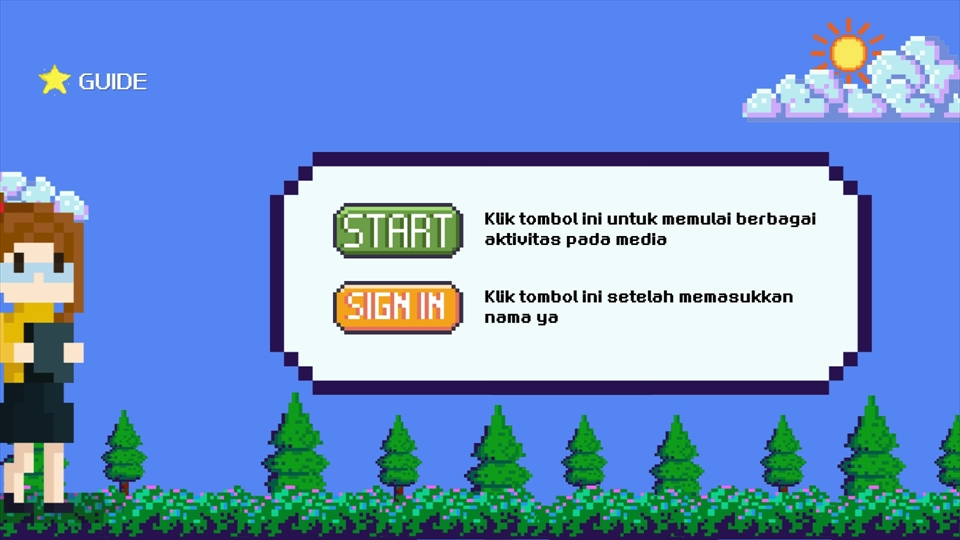 GUIDE
START
Klik tombol ini untuk memulai berbagai
aktivitas pada media
SIGN IN
Klik tombol ini setelah memasukkan
nama ya